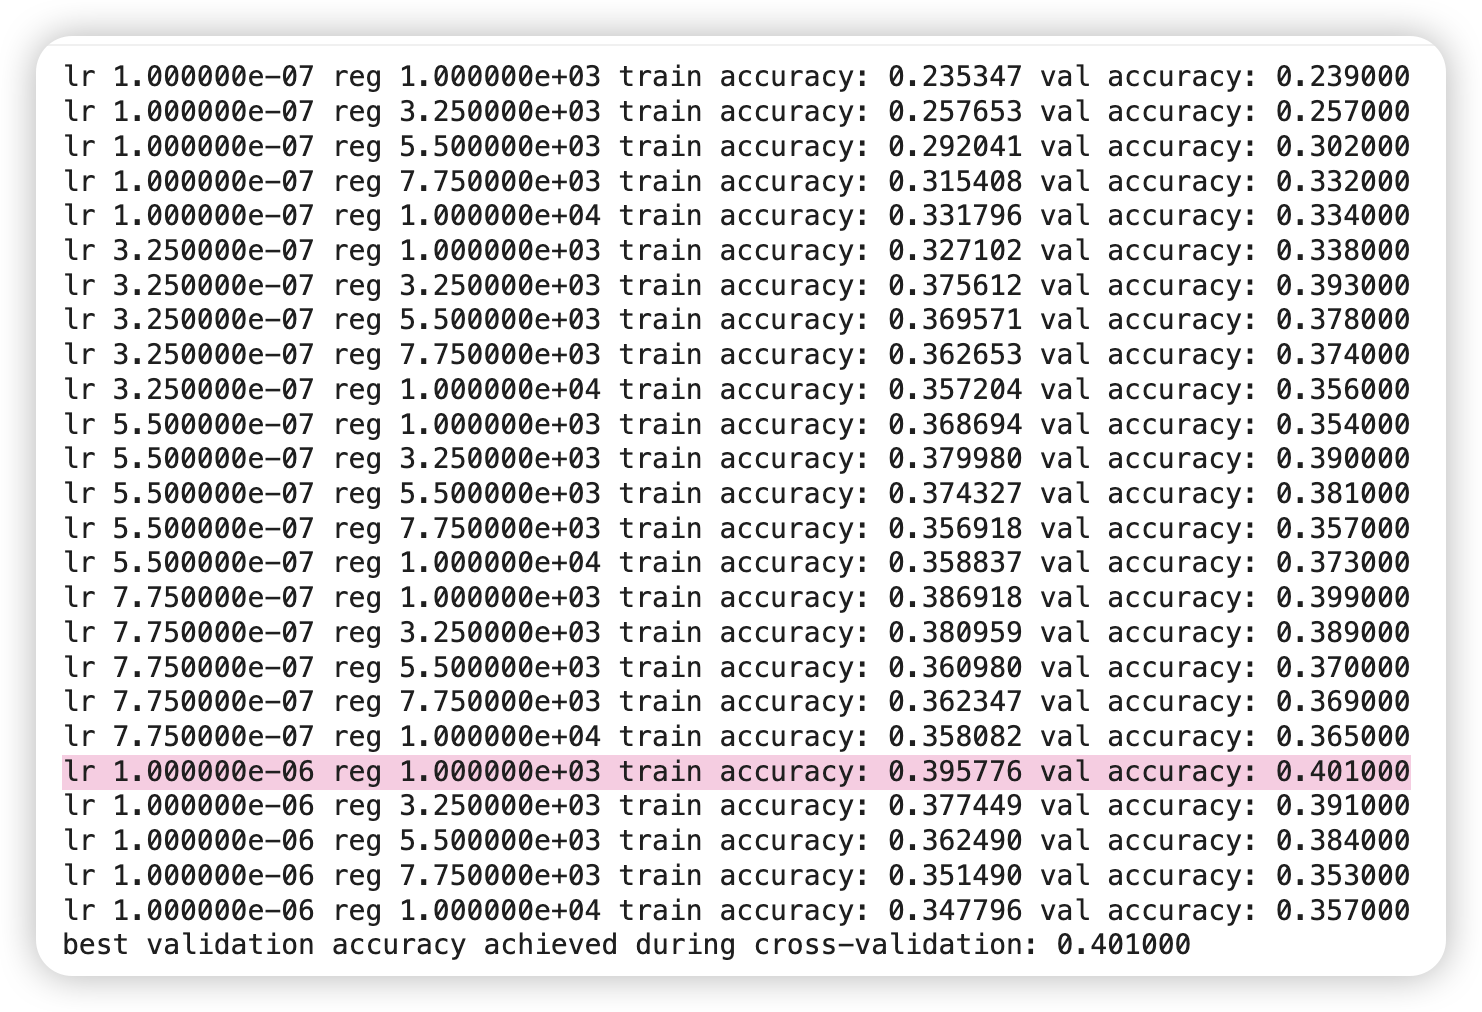 lr 1.000000e-07 reg 1.000000e+03 train accuracy: 0.235347 val accuracy: 0.239000
lr 1.000000e-07 reg 3.250000e+03 train accuracy: 0.257653 val accuracy: 0.257000
lr 1.000000e-07 reg 5.500000e+03 train accuracy: 0.292041 val accuracy: 0.302000
lr 1.000000e-07 reg 7.750000e+03 train accuracy: 0.315408 val accuracy: 0.332000
lr 1.000000e-07 reg 1.000000e+04 train accuracy: 0.331796 val accuracy: 0.334000
lr 3.250000e-07 reg 1.000000e+03 train accuracy: 0.327102 val accuracy: 0.338000
lr 3.250000e-07 reg 3.250000e+03 train accuracy: 0.375612 val accuracy: 0.393000
lr 3.250000e-07 reg 5.500000e+03 train accuracy: 0.369571 val accuracy: 0.378000
lr 3.250000e-07 reg 7.750000e+03 train accuracy: 0.362653 val accuracy: 0.374000
lr 3.250000e-07 reg 1.000000e+04 train accuracy: 0.357204 val accuracy: 0.356000
lr 5.500000e-07 reg 1.000000e+03 train accuracy: 0.368694 val accuracy: 0.354000
lr 5.500000e-07 reg 3.250000e+03 train accuracy: 0.379980 val accuracy: 0.390000
lr 5.500000e-07 reg 5.500000e+03 train accuracy: 0.374327 val accuracy: 0.381000
lr 5.500000e-07 reg 7.750000e+03 train accuracy: 0.356918 val accuracy: 0.357000
lr 5.500000e-07 reg 1.000000e+04 train accuracy: 0.358837 val accuracy: 0.373000
lr 7.750000e-07 reg 1.000000e+03 train accuracy: 0.386918 val accuracy: 0.399000
lr 7.750000e-07 reg 3.250000e+03 train accuracy: 0.380959 val accuracy: 0.389000
lr 7.750000e-07 reg 5.500000e+03 train accuracy: 0.360980 val accuracy: 0.370000
lr 7.750000e-07 reg 7.750000e+03 train accuracy: 0.362347 val accuracy: 0.369000
lr 7.750000e-07 reg 1.000000e+04 train accuracy: 0.358082 val accuracy: 0.365000
lr 1.000000e-06 reg 1.000000e+03 train accuracy: 0.395776 val accuracy: 0.401000
lr 1.000000e-06 reg 3.250000e+03 train accuracy: 0.377449 val accuracy: 0.391000
lr 1.000000e-06 reg 5.500000e+03 train accuracy: 0.362490 val accuracy: 0.384000
lr 1.000000e-06 reg 7.750000e+03 train accuracy: 0.351490 val accuracy: 0.353000
lr 1.000000e-06 reg 1.000000e+04 train accuracy: 0.347796 val accuracy: 0.357000
best validation accuracy achieved during cross-validation: 0.401000